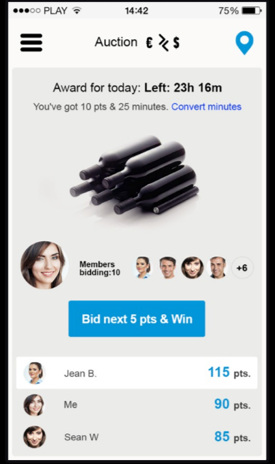 PLAY 14:42 75%
Auction € $
Award for today: Left: 23h 16m
You've got 10 pts & 25 minutes. Convert minutes
Members
bidding:10
+6
Bid next 5 pts & Win
Jean B. 115 pts.
Me 90 pts.
Sean W 85 pts.